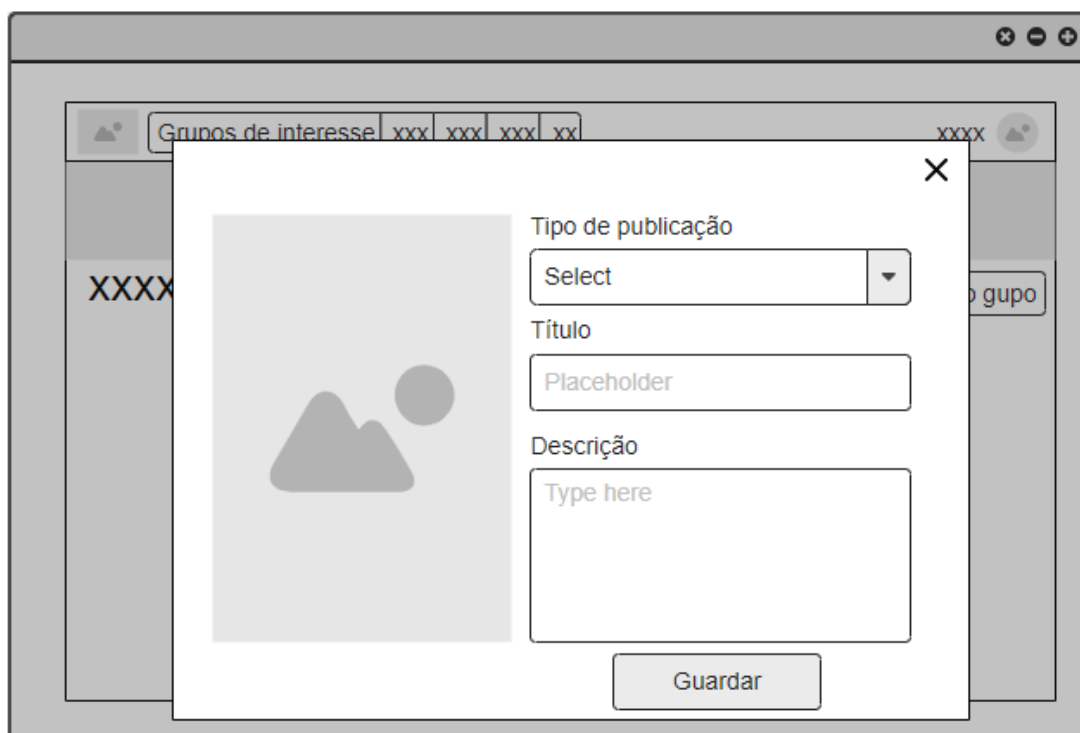 Grupos de interesse xxx xxx xxx xx
xxxx
Tipo de publicação
Select
XXXX
o gupo
Título
Placeholder
Descrição
Type here
Guardar